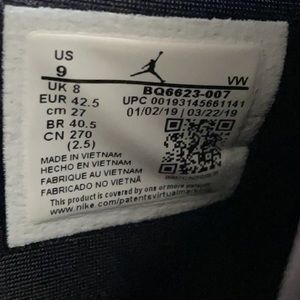 US
9
VW
UK 8
BQ6623-007
EUR 42.5
UPC 00193145661141
cm 27
01/02/19 03/22/19
BR 40.5
CN 270
(2.5)
MADE IN VIETNAM
HECHO EN VIETNAM
FABRIQUE AU VIETNAM
FABRICADO NO VIETNÃ
This product is covered by one or more patents.
www.nike.com/patentsvirtualmarking